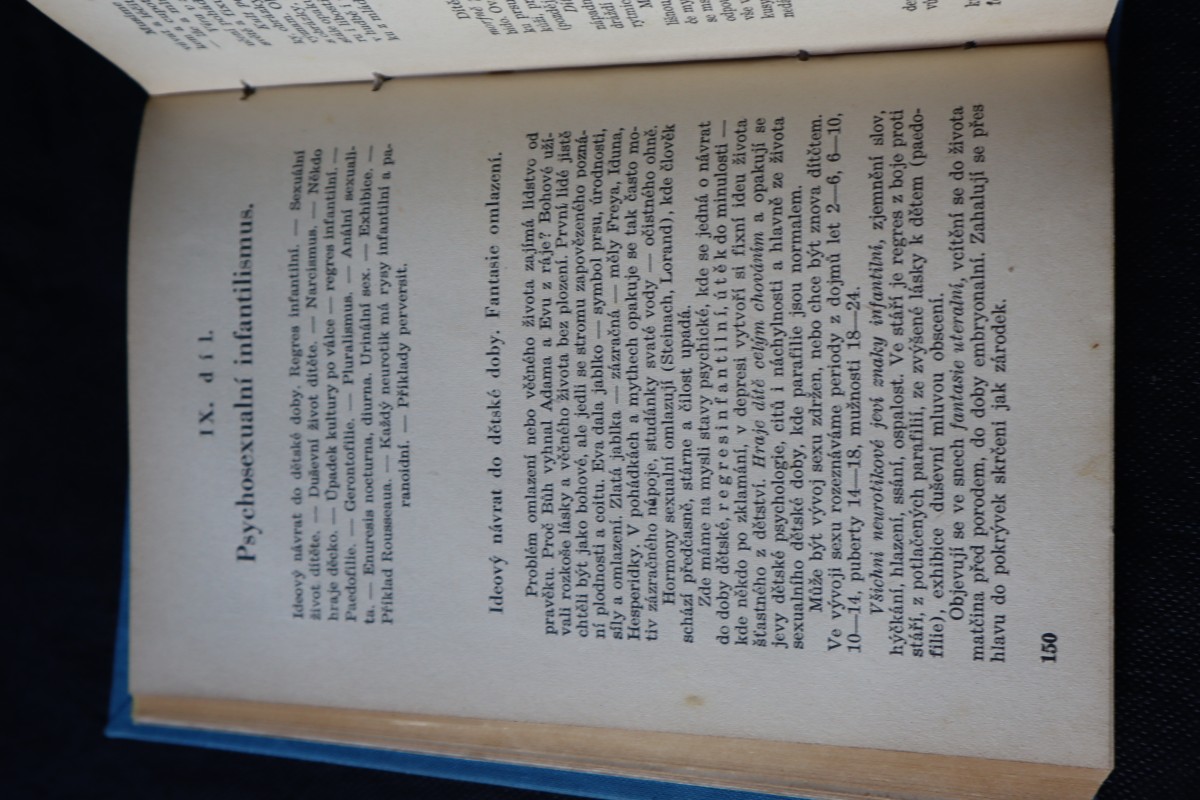 IX. díl.
Psychosexualní infantilismus.
Ideový návrat do dětské doby. Regres infantilní. — Sexuální
život dítěte. — Duševní život dítěte. — Narcismus. — Někdo
hraje děcko. — Úpadek kultury po válce — regres infantilní. —
Paedofilie. — Gerontofilie. — Pluralismus. — Anální sexuali-
ta. — Enuresis nocturna, diurna. Urinální sex. — Exhibice. —
Příklad Rousseaua. — Každý neurotik má rysy infantilní a pa-
ranoidní. — Příklady perversit.
Ideový návrat do dětské doby. Fantasie omlazení.
Problém omlazení nebo věčného života zajímá lidstvo od
pravěku. Proč Bůh vyhnal Adama a Evu z ráje? Bohové uží-
vali rozkoše lásky a věčného života bez plození. První lidé jistě
chtěli být jako bohové, ale jedli se stromu zapovězeného pozná-
ní plodnosti a coitu. Eva dala jablko — symbol prsu, úrodnosti,
síly a omlazení. Zlatá jablka — zázračná — měly Freya, Iduna,
Hesperidky. V pohádkách a mythech opakuje se tak často mo-
tiv zázračného nápoje, studánky svaté vody — očistného ohně.
Hormony sexuální omlazují (Steinach, Lorand), kde člověk
schází předčasně, stárne a čilost upadá.
Zde máme na mysli stavy psychické, kde se jedná o návrat
do doby dětské, regres infantilní, útěk do minulosti —
kde někdo po zklamání, v depresi vytvoří si fixní ideu života
šťastného z dětství. Hraje dítě celým chováním a opakují se
jevy dětské psychologie, citů i náchylnosti a hlavně ze života
sexualního dětské doby, kde parafilie jsou normalem.
Může být vývoj sexu zdržen, nebo chce být znova dítětem.
Ve vývoji sexu rozeznáváme periody z dojmů let 2—6, 6—10,
10—14, puberty 14—18, mužnosti 18—24.
Všichni neurotikové jeví znaky infantilní, zjemnění slov,
hýčkání, hlazení, ssání, ospalost. Ve stáří je regres z boje proti
stáří, z potlačených parafilií, ze zvýšené lásky k dětem (paedo-
filie), exhibice duševní mluvou obscení.
Objevují se ve snech fantasie uteralní, vcítění se do života
matčina před porodem, do doby embryonalní. Zahalují se přes
hlavu do pokrývek skrčeni jak zárodek.
150